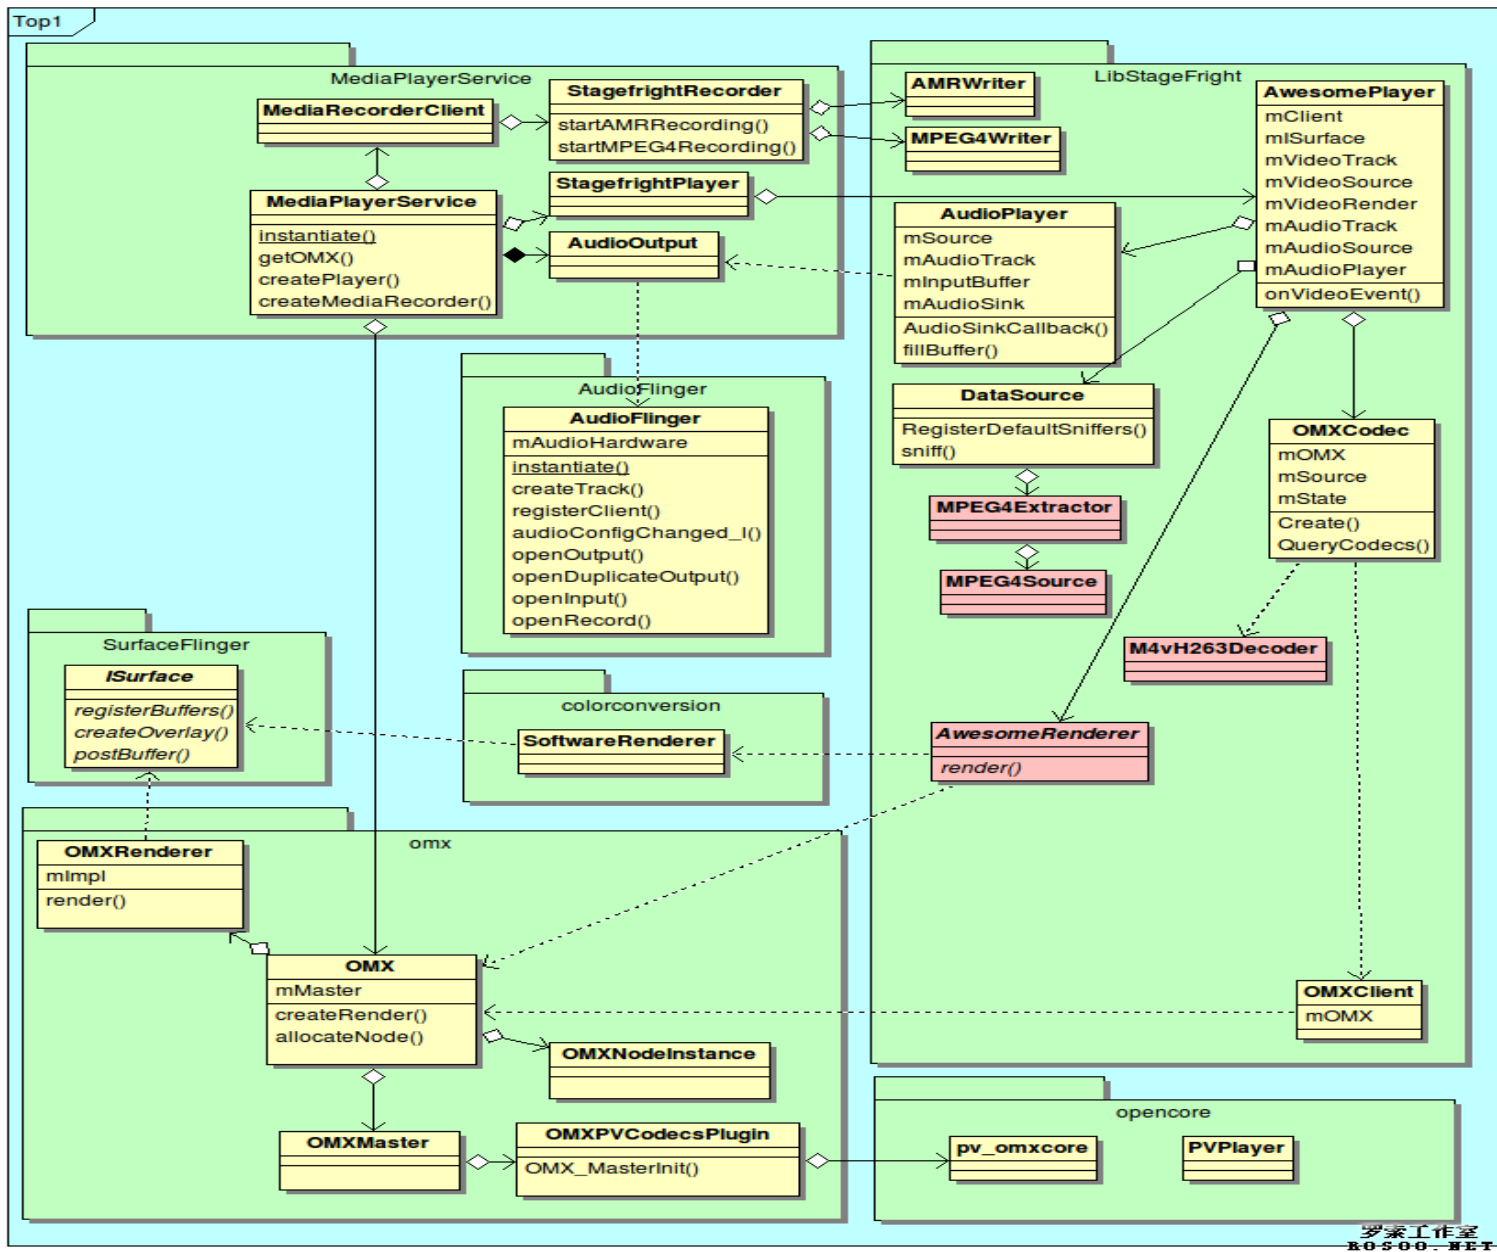 Top1
MediaPlayerService
MediaRecorderClient
StagefrightRecorder
startAMRRecording()
startMPEG4Recording()
MediaPlayerService
instantiate()
getOMX()
createPlayer()
createMediaRecorder()
StagefrightPlayer
AudioOutput
LibStageFright
AMRWriter
MPEG4Writer
AwesomePlayer
mClient
mISurface
mVideoTrack
mVideoSource
mVideoRender
mAudioTrack
mAudioSource
mAudioPlayer
onVideoEvent()
AudioPlayer
mSource
mAudioTrack
mInputBuffer
mAudioSink
AudioSinkCallback()
fillBuffer()
DataSource
RegisterDefaultSniffers()
sniff()
MPEG4Extractor
MPEG4Source
OMXCodec
mOMX
mSource
mState
Create()
QueryCodecs()
M4vH263Decoder
AwesomeRenderer
render()
OMXClient
mOMX
AudioFlinger
AudioFlinger
mAudioHardware
instantiate()
createTrack()
registerClient()
audioConfigChanged_l()
openOutput()
openDuplicateOutput()
openInput()
openRecord()
SurfaceFlinger
ISurface
registerBuffers()
createOverlay()
postBuffer()
colorconversion
SoftwareRenderer
omx
OMXRenderer
mImpl
render()
OMX
mMaster
createRender()
allocateNode()
OMXNodeInstance
OMXMaster
OMXPVCodecsPlugin
OMX_MasterInit()
opencore
pv_omxcore
PVPlayer
罗索工作室
ROSOO.NET